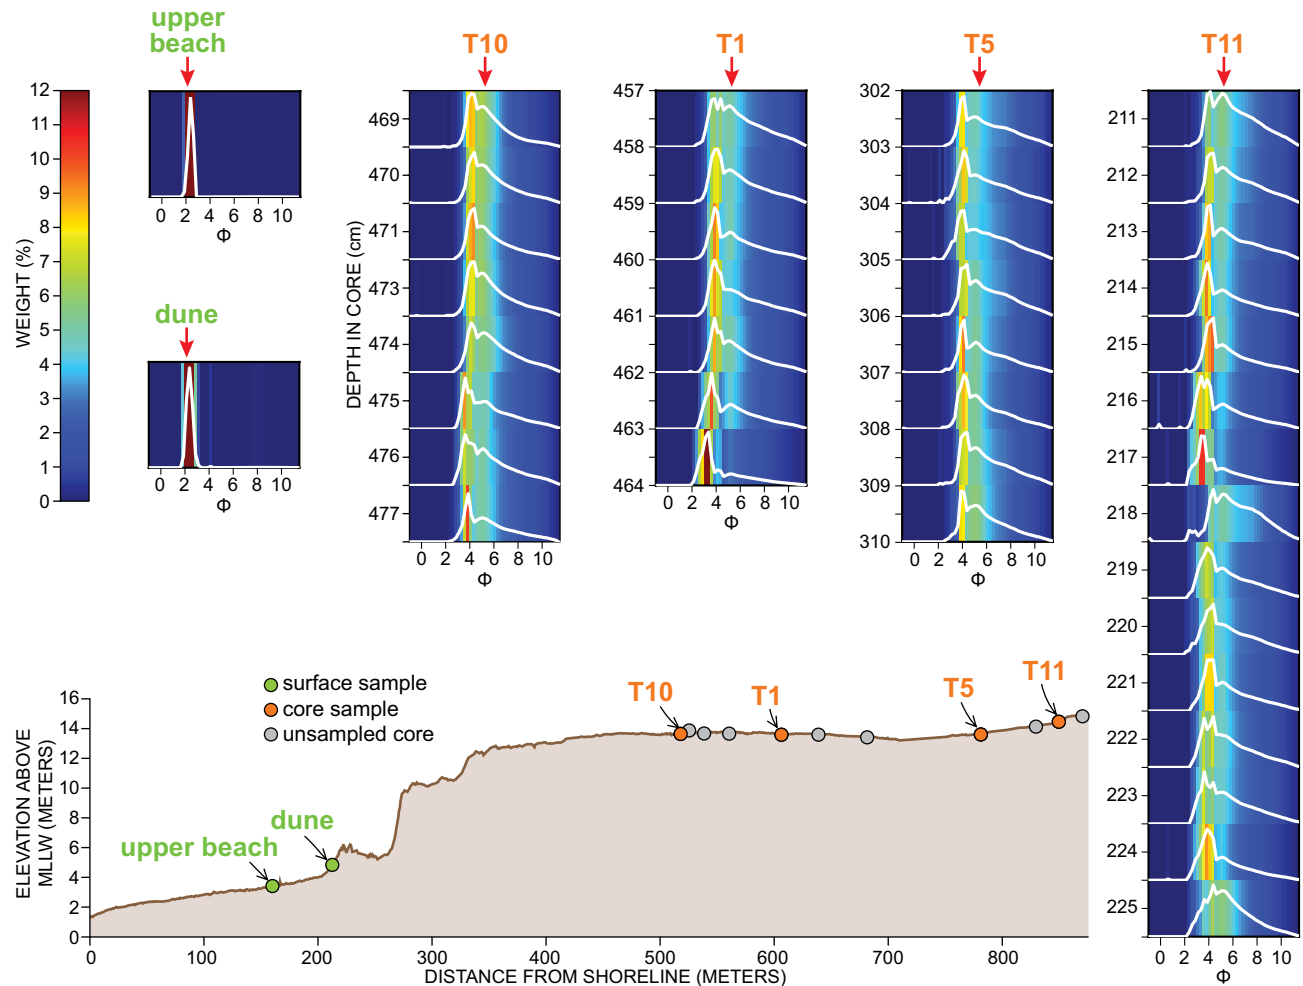 upper
beach
T10
T1
T5
T11
WEIGHT (%)
12
11
10
9
8
7
6
5
4
3
2
1
0
0 2 4 6 8 10
Φ
dune
0 2 4 6 8 10
Φ
DEPTH IN CORE (cm)
469
470
471
473
474
475
476
477
0 2 4 6 8 10
Φ
457
458
459
460
461
462
463
464
0 2 4 6 8 10
Φ
302
303
304
305
306
307
308
309
310
0 2 4 6 8 10
Φ
211
212
213
214
215
216
217
218
219
220
221
222
223
224
225
0 2 4 6 8 10
Φ
surface sample
core sample
unsampled core
ELEVATION ABOVE
MLLW (METERS)
16
14
12
10
8
6
4
2
0
upper beach
dune
T10
T1
T5
T11
0 100 200 300 400 500 600 700 800
DISTANCE FROM SHORELINE (METERS)